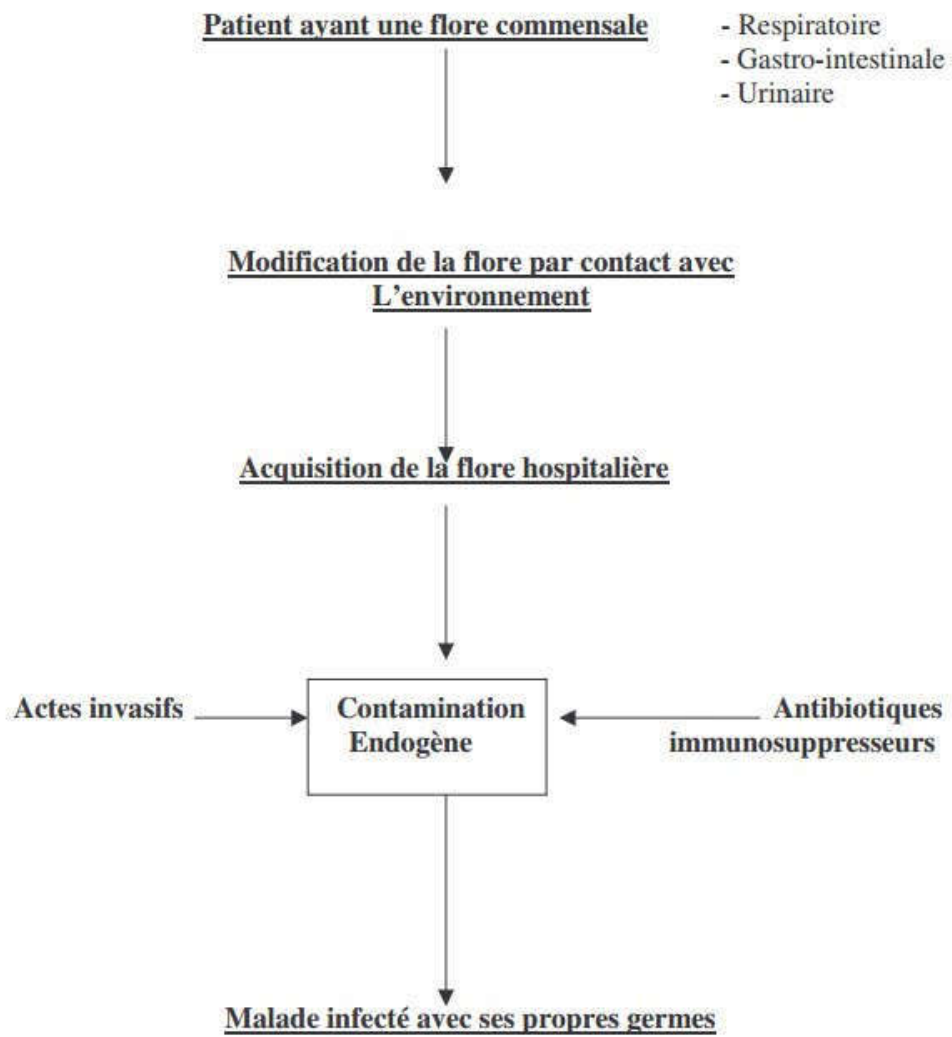 Patient ayant une flore commensale
- Respiratoire
- Gastro-intestinale
- Urinaire
Modification de la flore par contact avec
L'environnement
Acquisition de la flore hospitalière
Actes invasifs
Contamination
Endogène
Antibiotiques
immunosuppresseurs
Malade infecté avec ses propres germes